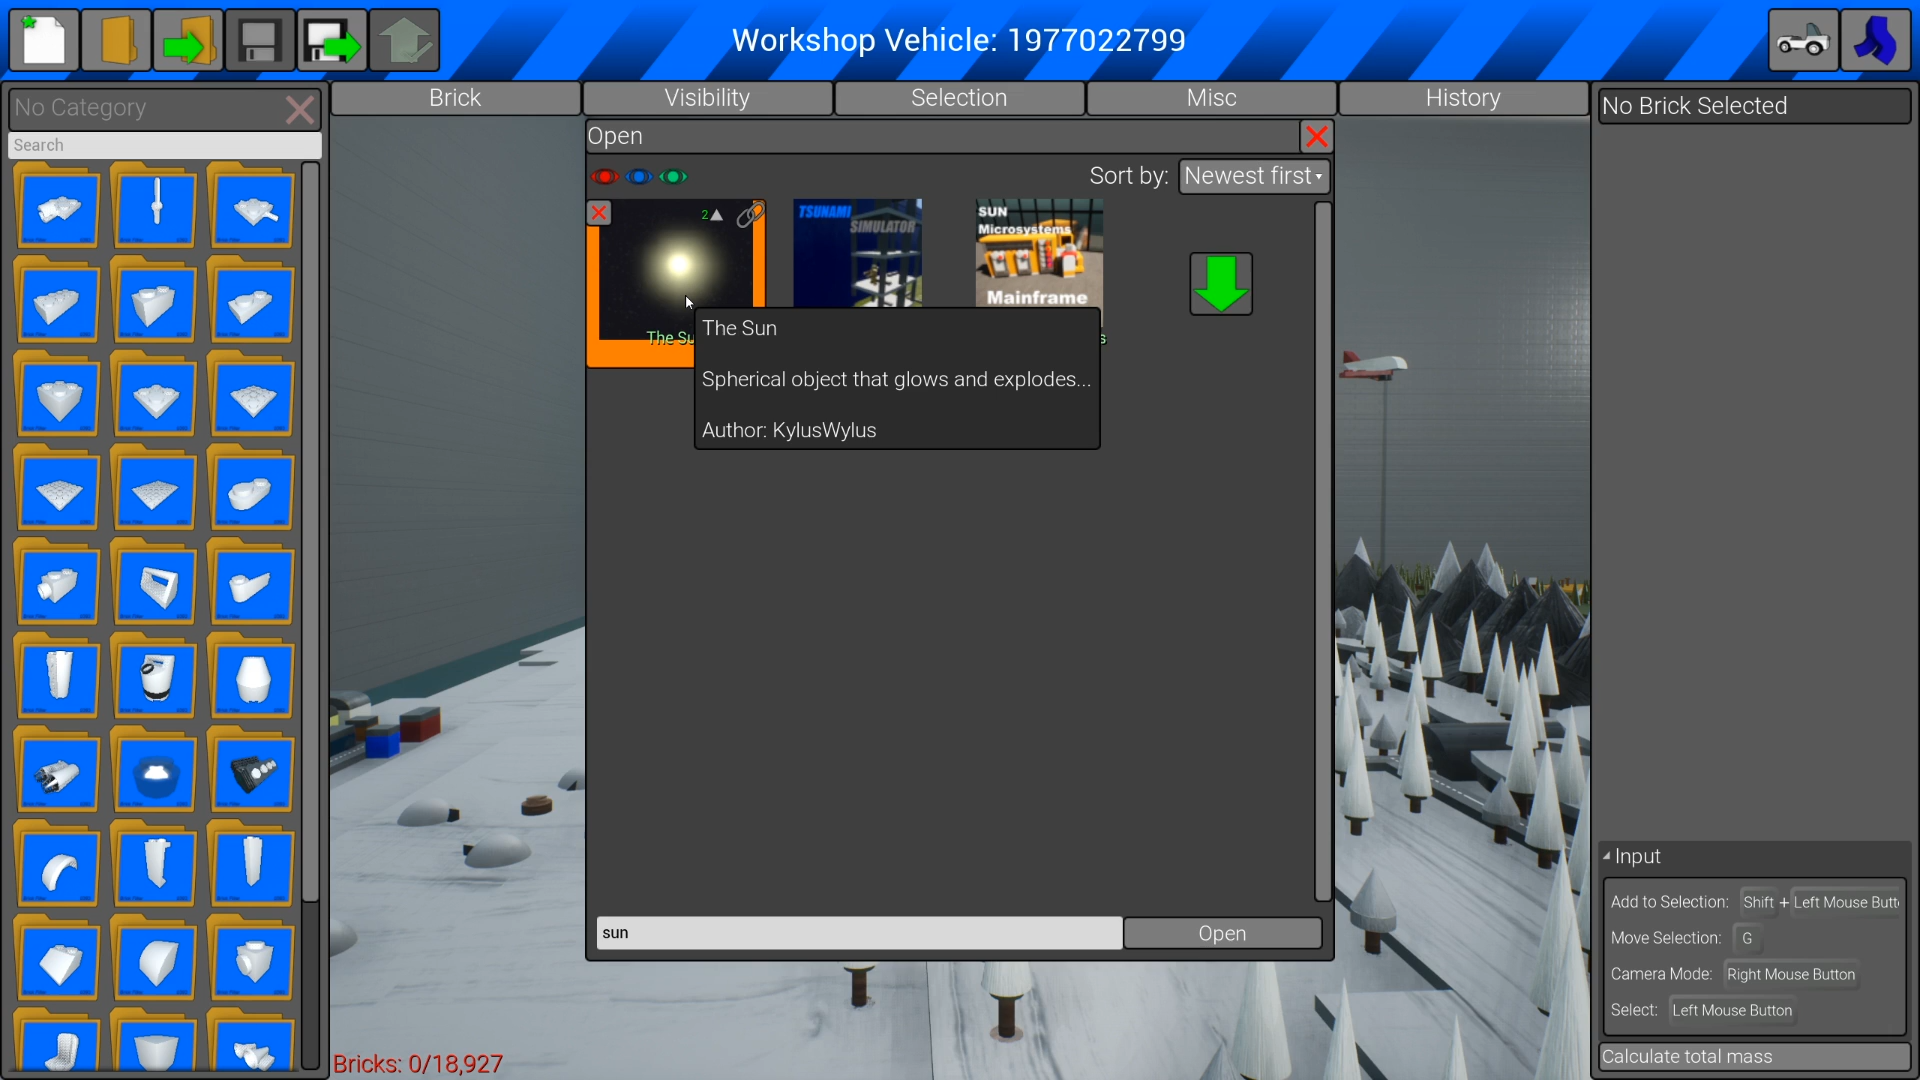 Workshop Vehicle: 1977022799
No Category
Search
Brick
Visibility
Selection
Misc
History
No Brick Selected
Open
Sort by:
Newest first
2
TSUNAMI
SIMULATOR
SUN
Microsystems
Mainframe
The Su
s
The Sun
Spherical object that glows and explodes...
Author: KylusWylus
sun
Open
Input
Add to Selection: Shift + Left Mouse Butt
Move Selection: G
Camera Mode: Right Mouse Button
Select: Left Mouse Button
Calculate total mass
Bricks: 0/18,927